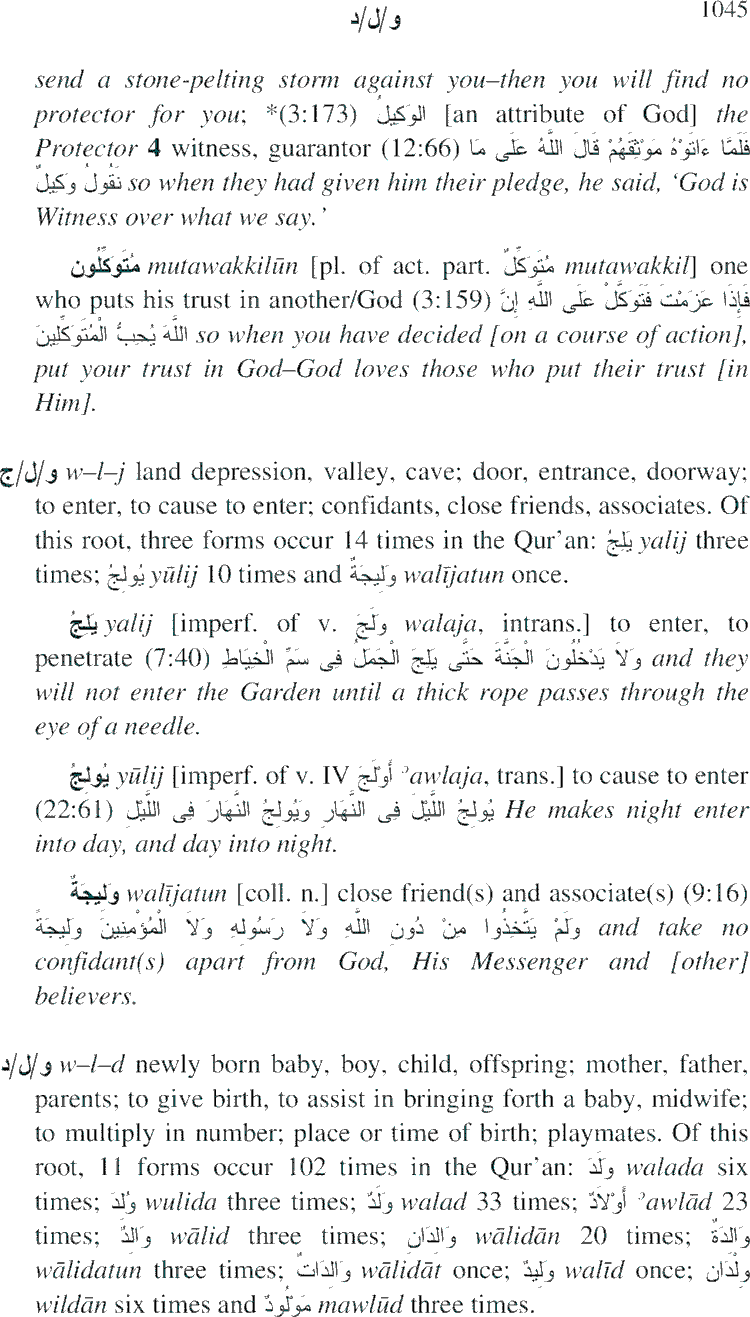 و/ل/د 1045
send a stone-pelting storm against you–then you will find no
protector for you; *(3:173) الوَكِيلُ [an attribute of God] the
Protector 4 witness, guarantor (12:66) فَلَمَّا ءَاتَوْهُ مَوْثِقَهُمْ قَالَ اللَّهُ عَلَى مَا
نَقُولُ وَكِيلٌ so when they had given him their pledge, he said, ‘God is
Witness over what we say.’
مُتَوَكِّلُون mutawakkilūn [pl. of act. part. مُتَوَكِّلٌ mutawakkil] one
who puts his trust in another/God (3:159) فَإِذَا عَزَمْتَ فَتَوَكَّلْ عَلَى اللَّهِ إِنَّ
اللَّهَ يُحِبُّ الْمُتَوَكِّلِينَ so when you have decided [on a course of action],
put your trust in God–God loves those who put their trust [in
Him].
و/ل/ج w–l–j land depression, valley, cave; door, entrance, doorway;
to enter, to cause to enter; confidants, close friends, associates. Of
this root, three forms occur 14 times in the Qur’an: يَلِجُ yalij three
times; يُولِجُ yūlij 10 times and وَلِيجَةٌ walījatun once.
يَلِجُ yalij [imperf. of v. وَلَجَ walaja, intrans.] to enter, to
penetrate (7:40) وَلاَ يَدْخُلُونَ الْجَنَّةَ حَتَّى يَلِجَ الْجَمَلُ فِى سَمِّ الْخِيَاطِ and they
will not enter the Garden until a thick rope passes through the
eye of a needle.
يُولِجُ yūlij [imperf. of v. IV أَوْلَجَ ʾawlaja, trans.] to cause to enter
(22:61) يُولِجُ اللَّيْلَ فِى النَّهَارِ وَيُولِجُ النَّهَارَ فِى اللَّيْلِ He makes night enter
into day, and day into night.
وَلِيجَةٌ walījatun [coll. n.] close friend(s) and associate(s) (9:16)
وَلَمْ يَتَّخِذُوا مِنْ دُونِ اللَّهِ وَلاَ رَسُولِهِ وَلاَ الْمُؤْمِنِينَ وَلِيجَةً and take no
confidant(s) apart from God, His Messenger and [other]
believers.
و/ل/د w–l–d newly born baby, boy, child, offspring; mother, father,
parents; to give birth, to assist in bringing forth a baby, midwife;
to multiply in number; place or time of birth; playmates. Of this
root, 11 forms occur 102 times in the Qur’an: وَلَدَ walada six
times; وُلِدَ wulida three times; وَلَدٌ walad 33 times; أَوْلاَدٌ ʾawlād 23
times; وَالِدٌ wālid three times; وَالِدَانِ wālidān 20 times; وَالِدَةٌ
wālidatun three times; وَالِدَاتٌ wālidāt once; وَلِيدٌ walīd once; وِلْدَان
wildān six times and مَوْلُودٌ mawlūd three times.